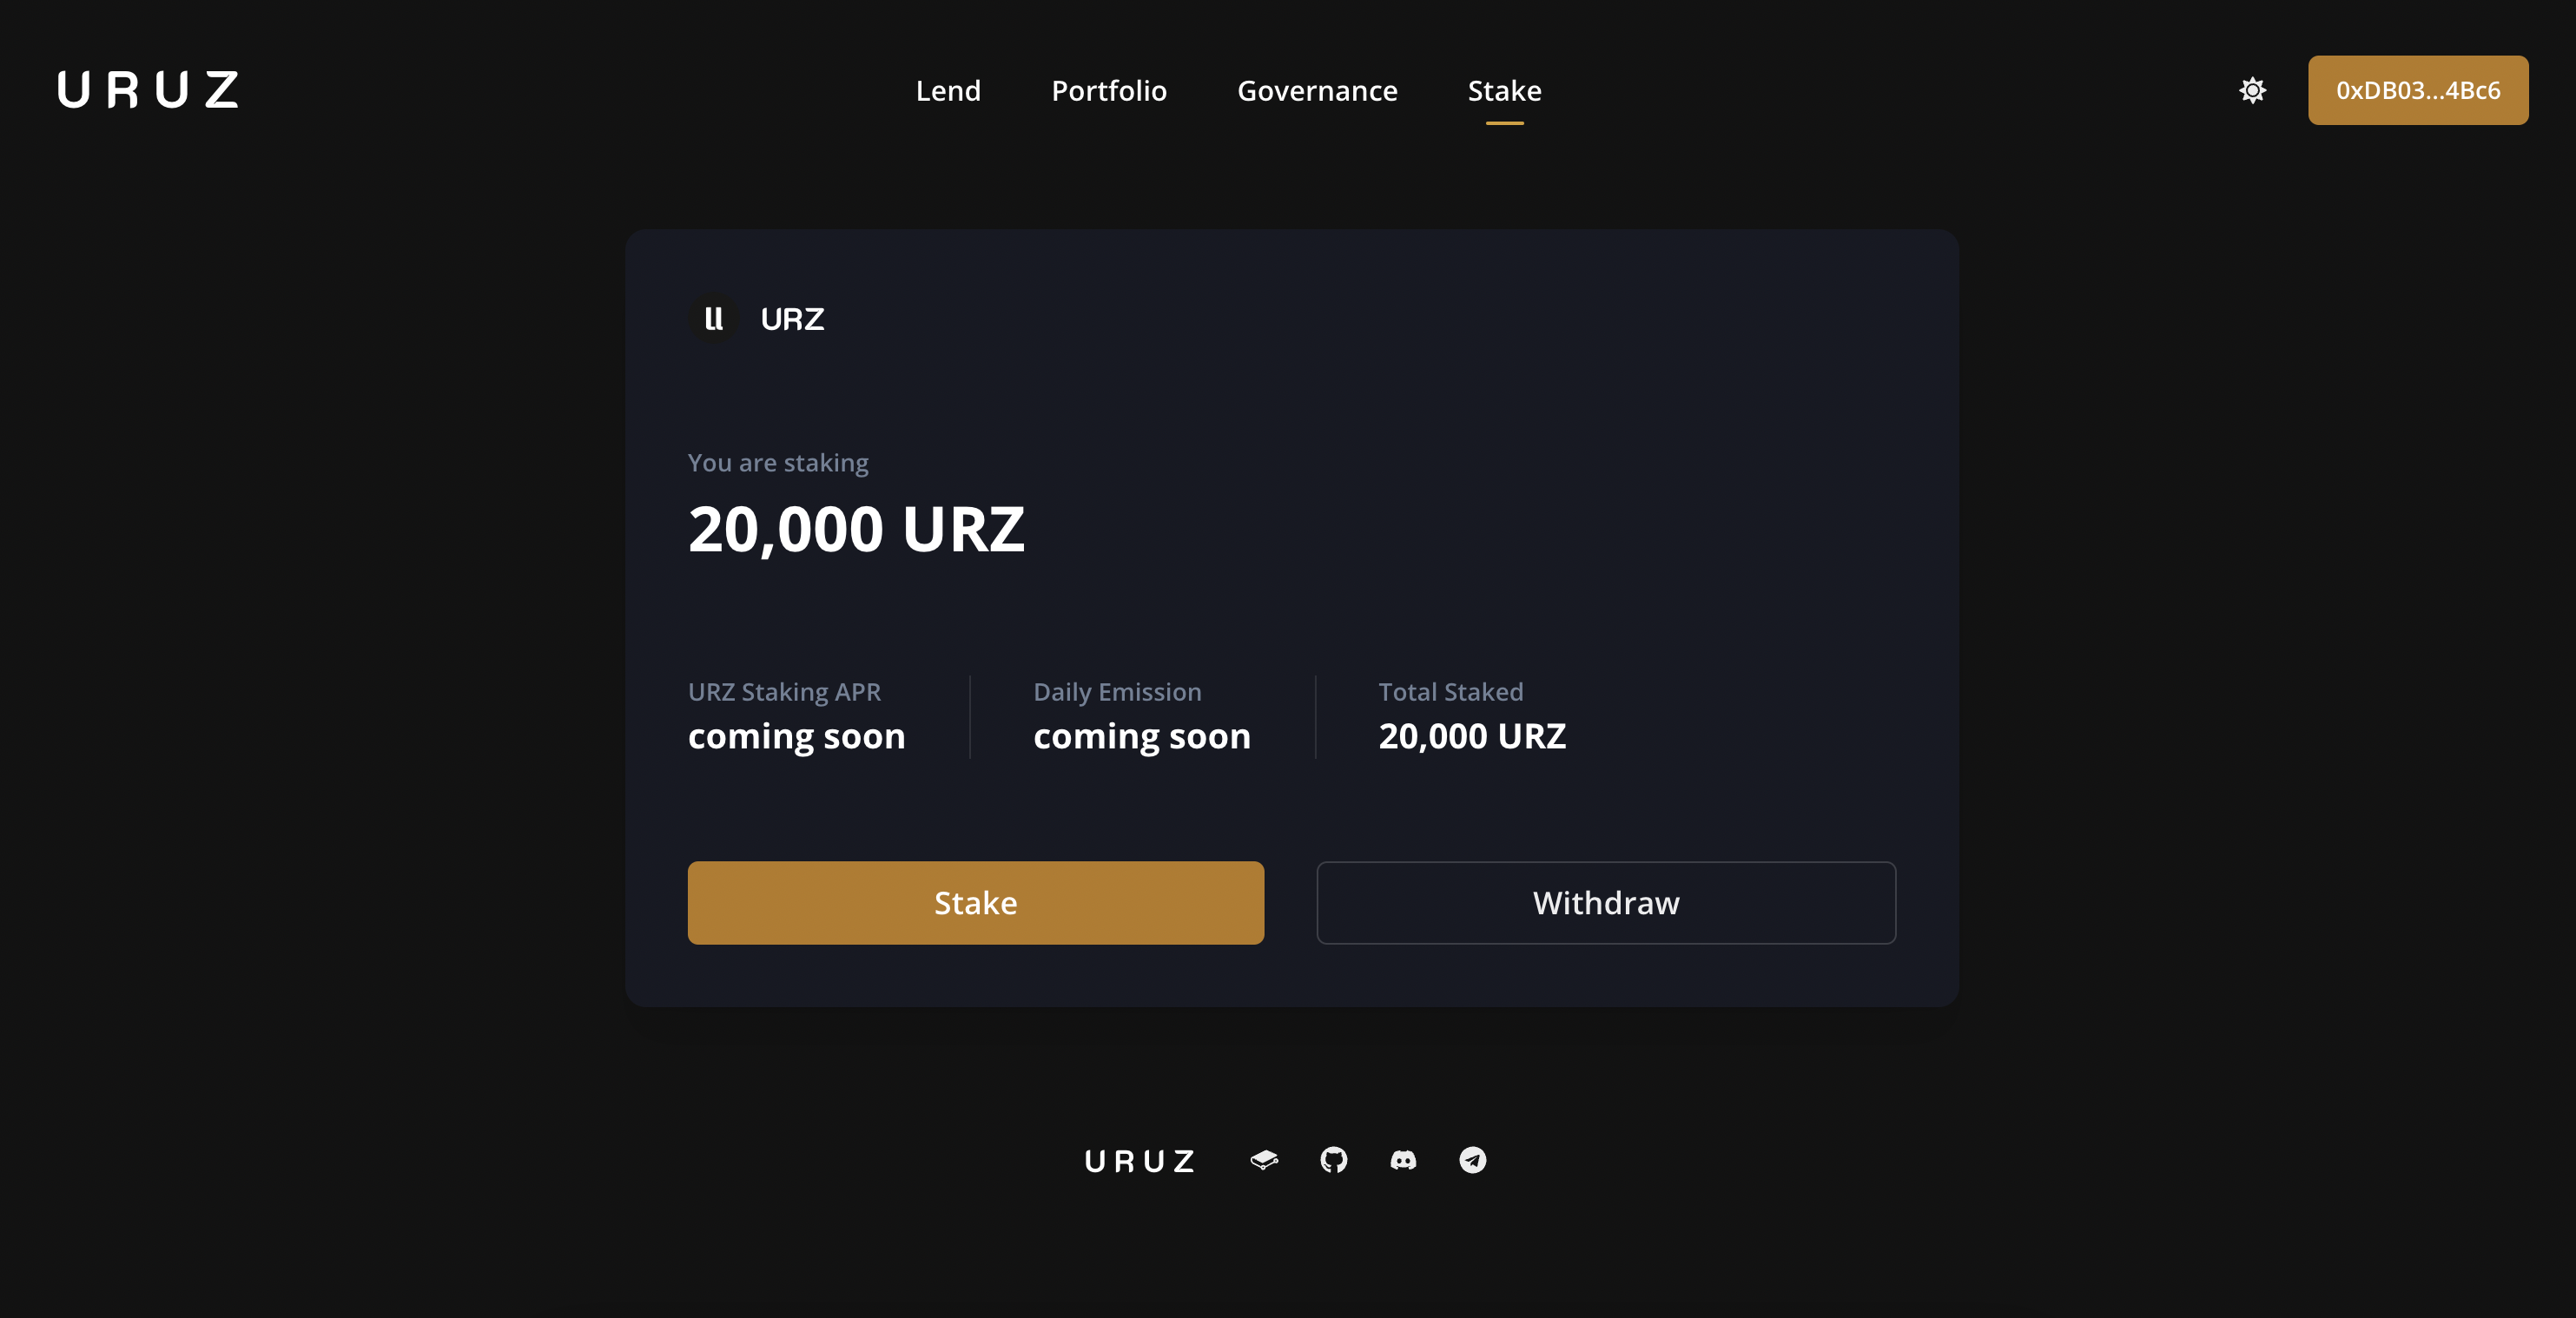 URUZ
Lend Portfolio Governance Stake
0xDB03...4Bc6
URZ
You are staking
20,000 URZ
URZ Staking APR
coming soon
Daily Emission
coming soon
Total Staked
20,000 URZ
Stake
Withdraw
URUZ